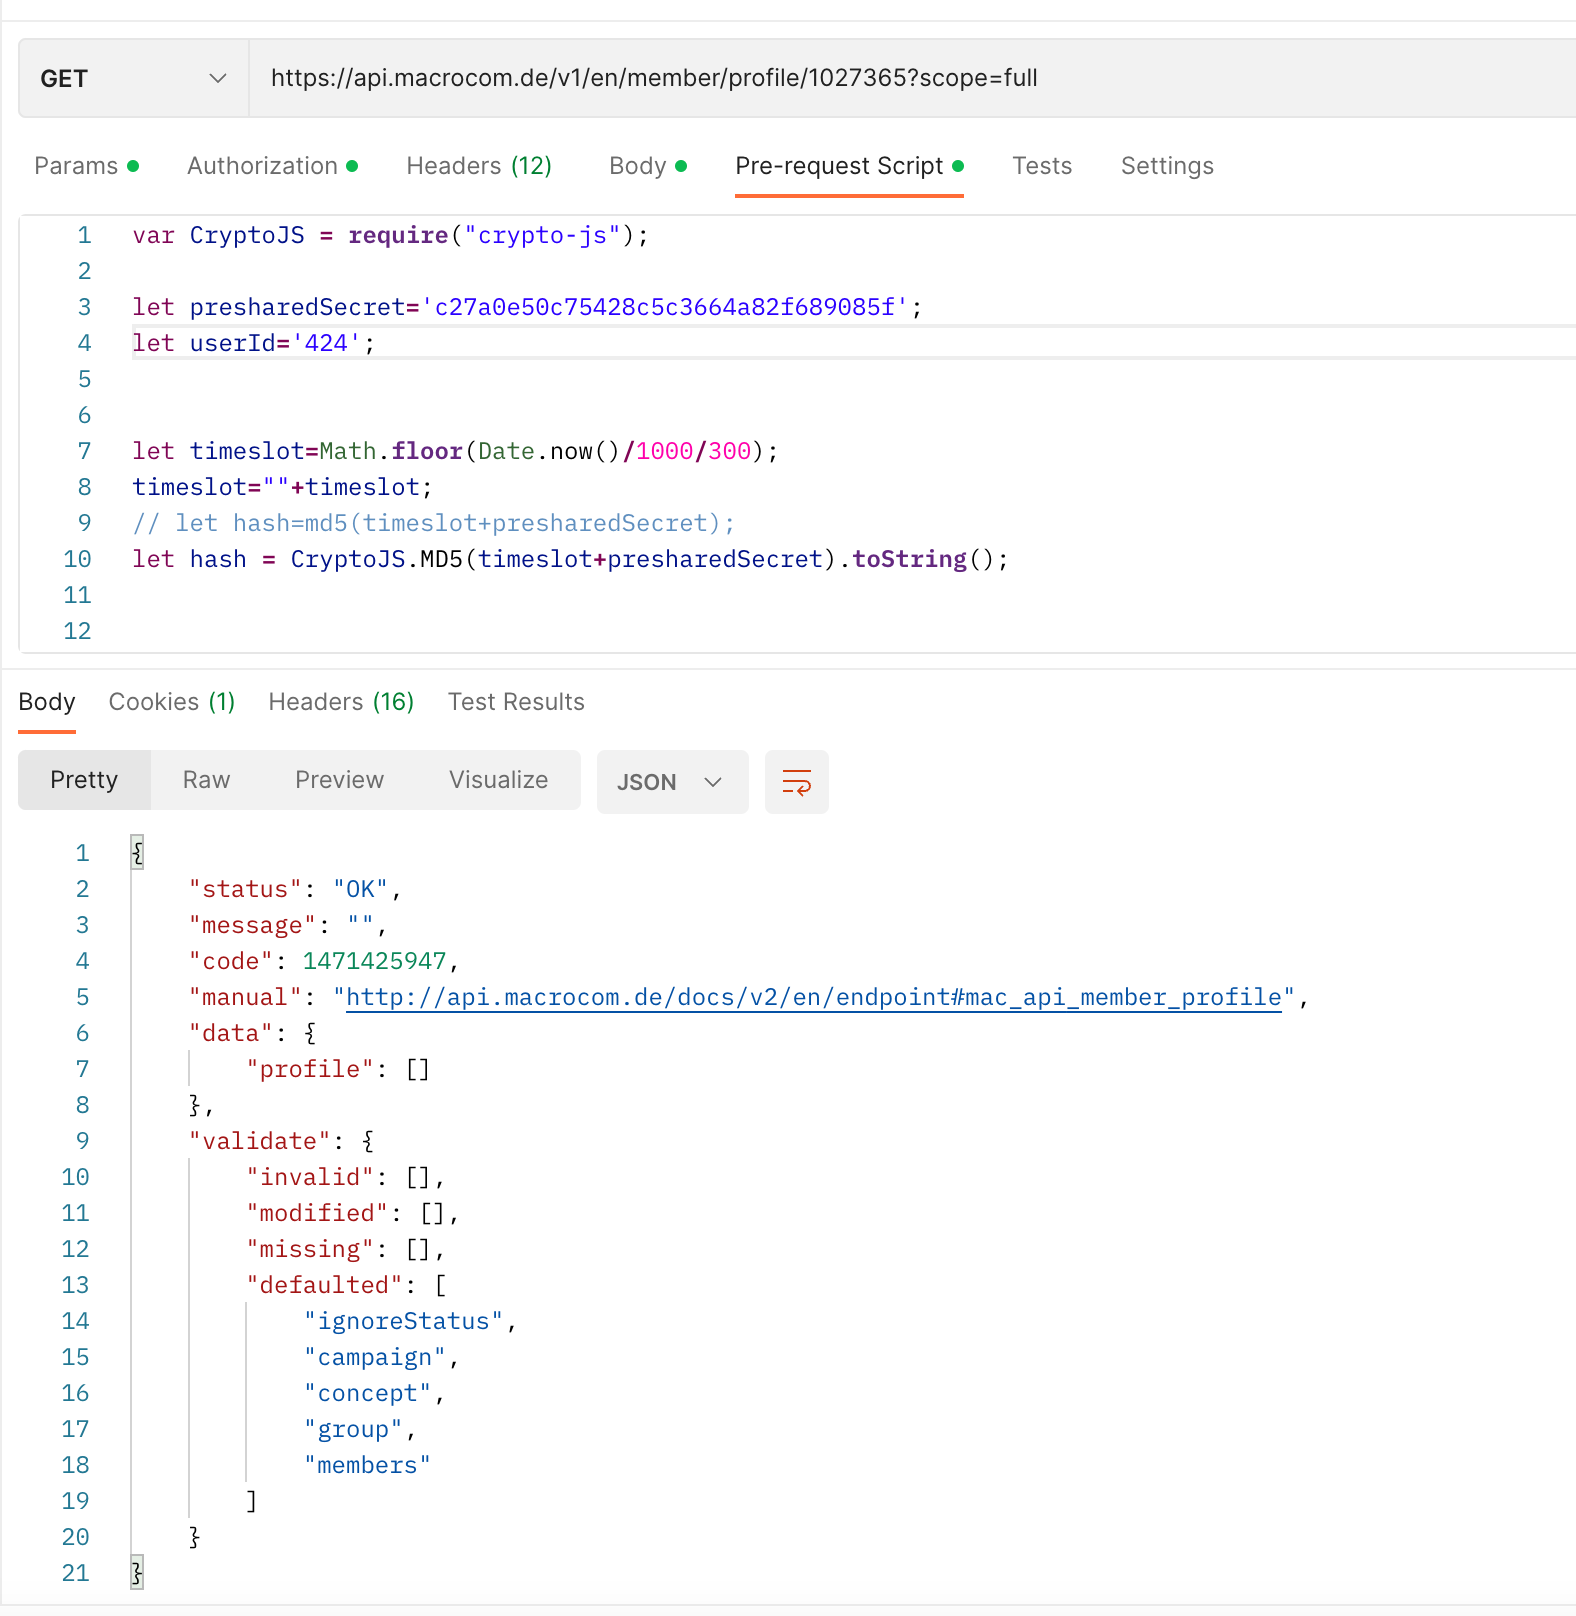 GET https://api.macrocom.de/v1/en/member/profile/1027365?scope=full
Params Authorization Headers (12) Body Pre-request Script Tests Settings
1 var CryptoJS = require("crypto-js");
2
3 let presharedSecret='c27a0e50c75428c5c3664a82f689085f';
4 let userId='424';
5
6
7 let timeslot=Math.floor(Date.now()/1000/300);
8 timeslot=""+timeslot;
9 // let hash=md5(timeslot+presharedSecret);
10 let hash = CryptoJS.MD5(timeslot+presharedSecret).toString();
11
12
Body Cookies (1) Headers (16) Test Results
Pretty Raw Preview Visualize JSON
1 {
2 "status": "OK",
3 "message": "",
4 "code": 1471425947,
5 "manual": "http://api.macrocom.de/docs/v2/en/endpoint#mac_api_member_profile",
6 "data": {
7 "profile": []
8 },
9 "validate": {
10 "invalid": [],
11 "modified": [],
12 "missing": [],
13 "defaulted": [
14 "ignoreStatus",
15 "campaign",
16 "concept",
17 "group",
18 "members"
19 ]
20 }
21 }